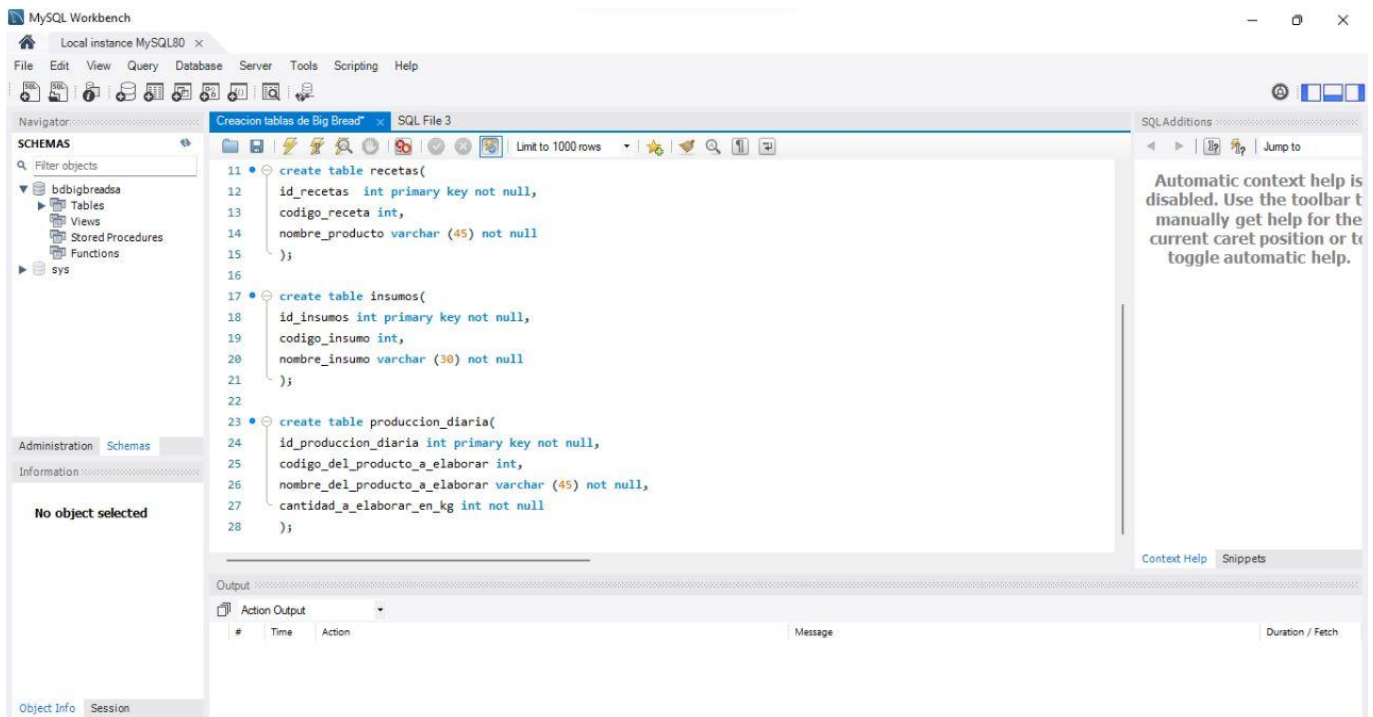 MySQL Workbench
Local instance MySQL80
File Edit View Query Database Server Tools Scripting Help
Navigator
SCHEMAS
Filter objects
bdbigbreadsa
Tables
Views
Stored Procedures
Functions
sys
Administration Schemas
Information
No object selected
Object Info Session
Creacion tablas de Big Bread* SQL File 3
Limit to 1000 rows
11 create table recetas(
12 id_recetas int primary key not null,
13 codigo_receta int,
14 nombre_producto varchar (45) not null
15 );
16
17 create table insumos(
18 id_insumos int primary key not null,
19 codigo_insumo int,
20 nombre_insumo varchar (30) not null
21 );
22
23 create table produccion_diaria(
24 id_produccion_diaria int primary key not null,
25 codigo_del_producto_a_elaborar int,
26 nombre_del_producto_a_elaborar varchar (45) not null,
27 cantidad_a_elaborar_en_kg int not null
28 );
Output
Action Output
# Time Action Message Duration / Fetch
SQLAdditions
Jump to
Automatic context help is
disabled. Use the toolbar t
manually get help for the
current caret position or to
toggle automatic help.
Context Help Snippets